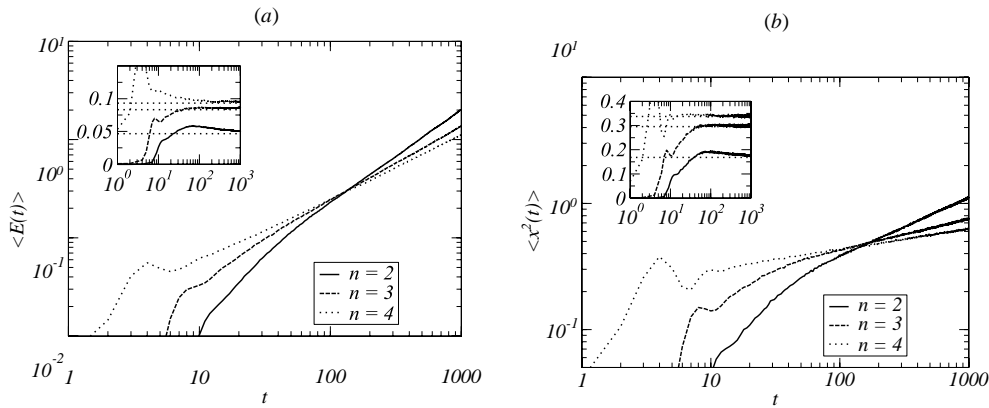 (a)
<E(t)>
10^1
10^0
10^-1
10^-2
1
10
100
1000
t
0.1
0.05
0
10^0
10^1
10^2
10^3
n = 2
n = 3
n = 4
(b)
<x^2(t)>
10^1
10^0
10^-1
1
10
100
1000
t
0.4
0.3
0.2
0.1
0
10^0
10^1
10^2
10^3
n = 2
n = 3
n = 4